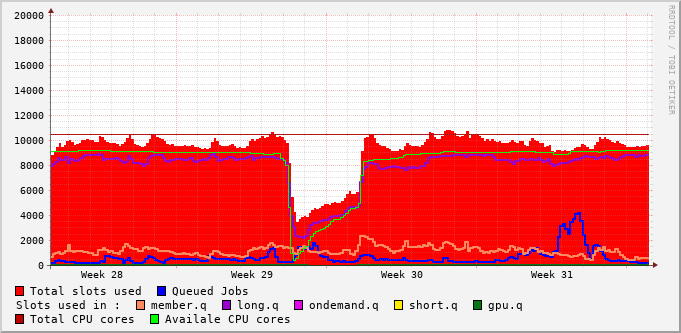 20000
18000
16000
14000
12000
10000
8000
6000
4000
2000
0
Week 28 Week 29 Week 30 Week 31
Total slots used Queued Jobs
Slots used in : member.q long.q ondemand.q short.q gpu.q
Total CPU cores Availale CPU cores
RRDTOOL / TOBI OETIKER